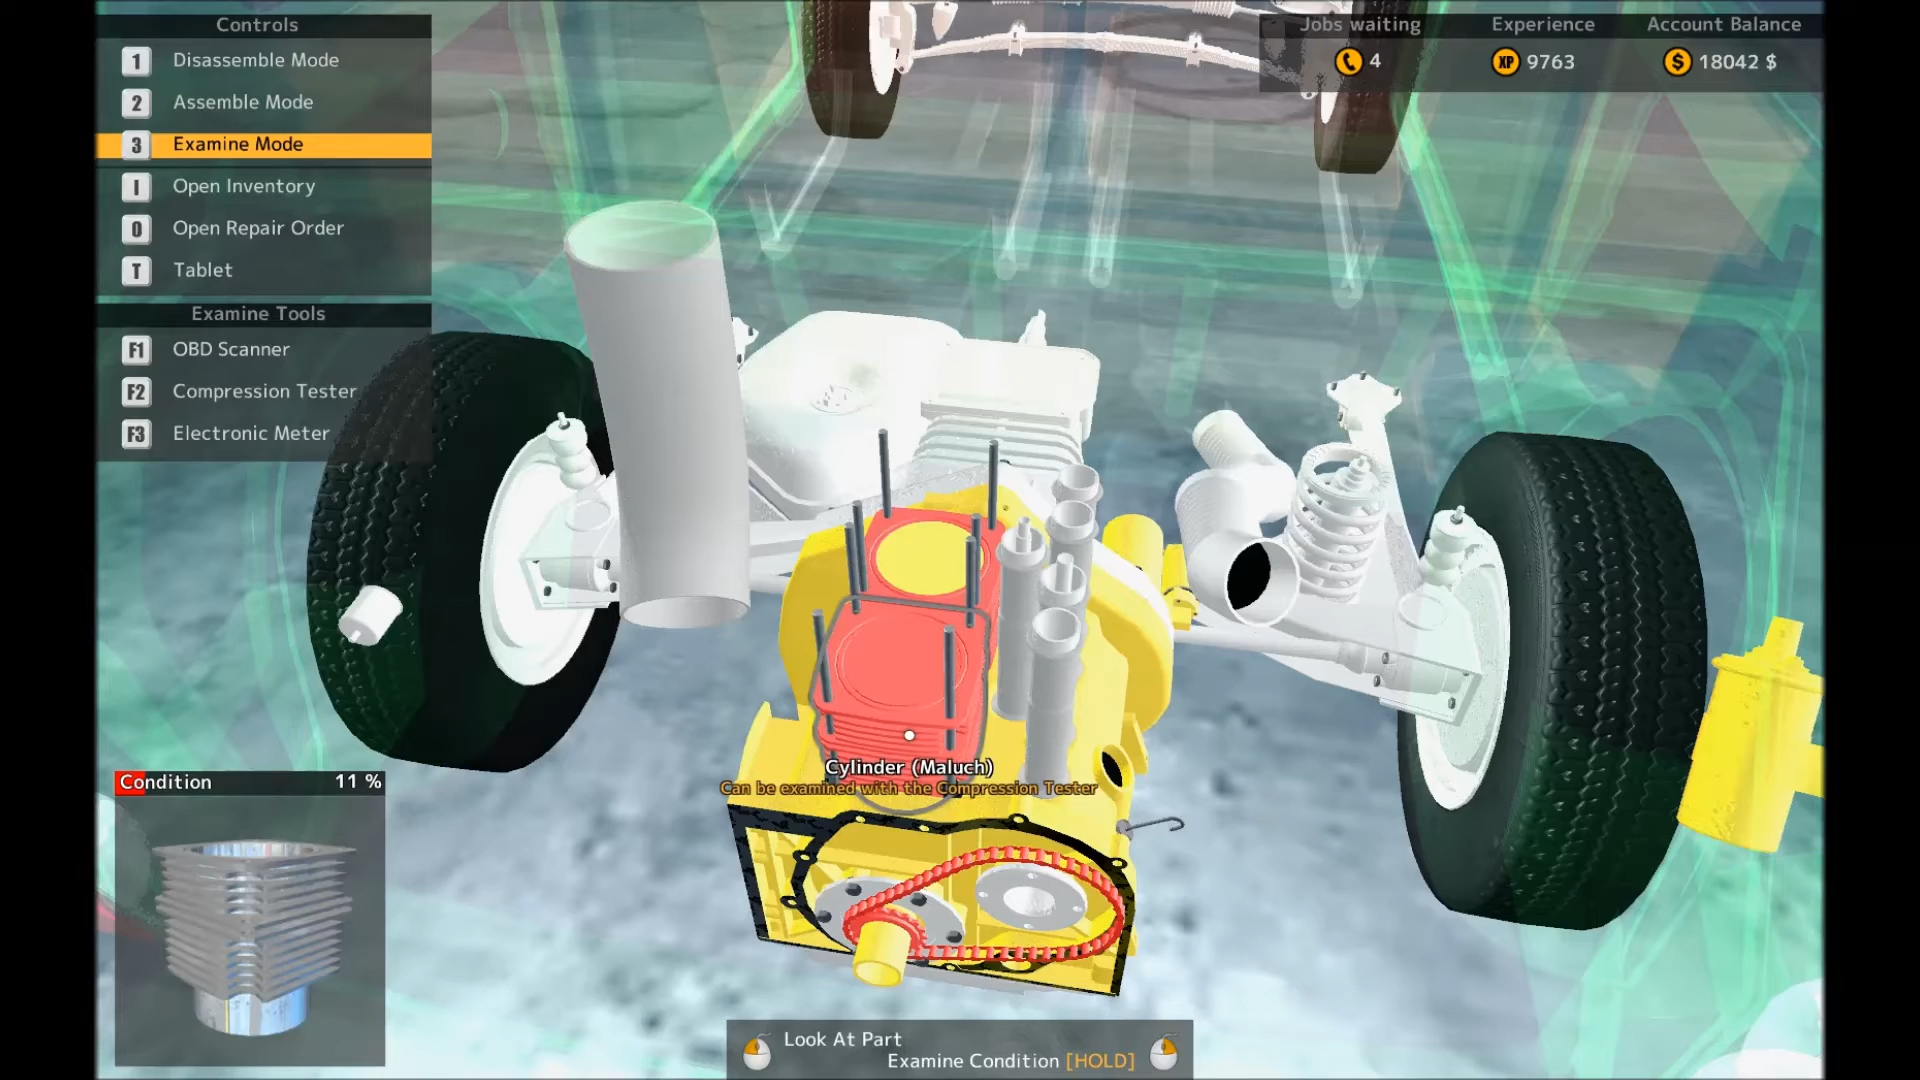 Controls
1 Disassemble Mode
2 Assemble Mode
3 Examine Mode
I Open Inventory
O Open Repair Order
T Tablet
Examine Tools
F1 OBD Scanner
F2 Compression Tester
F3 Electronic Meter
Jobs waiting Experience Account Balance
4 XP 9763 $ 18042 $
Cylinder (Maluch)
Can be examined with the Compression Tester
Condition 11 %
Look At Part
Examine Condition [HOLD]